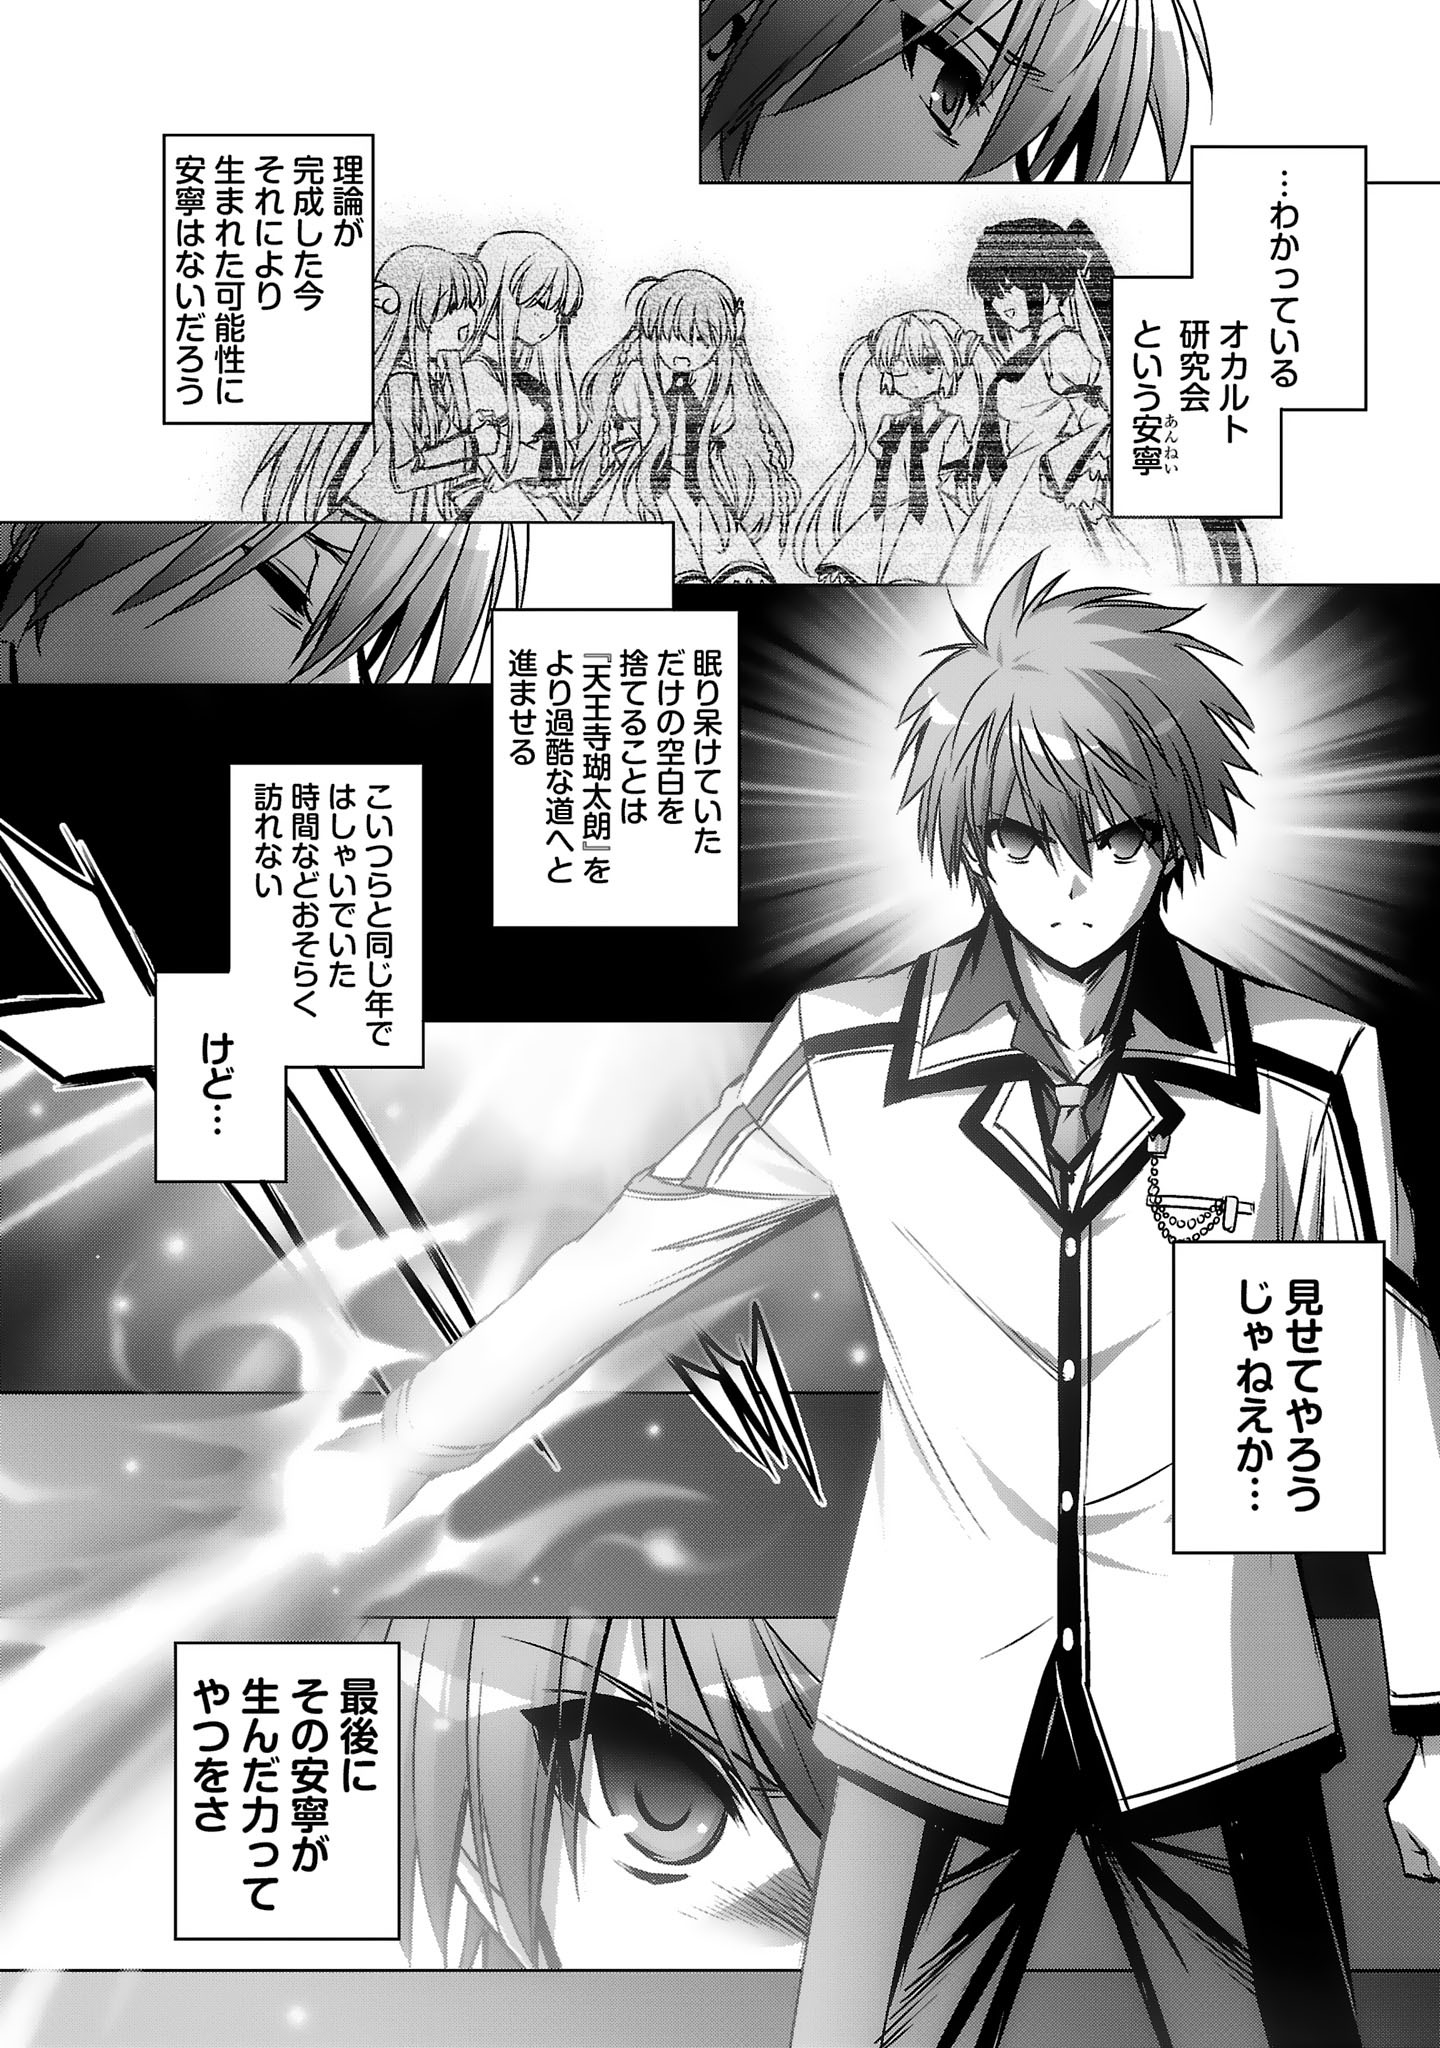 …わかっている
オカルト
研究会
という安寧
あんねい
理論が
完成した今
それにより
生まれた可能性に
安寧はないだろう
眠り呆けていた
だけの空白を
捨てることは
『天王寺瑚太朗』を
より過酷な道へと
進ませる
こいつらと同じ年で
はしゃいでいた
時間などおそらく
訪れない
けど…
見せてやろう
じゃねえか…
最後に
その安寧が
生んだ力って
やつをさ